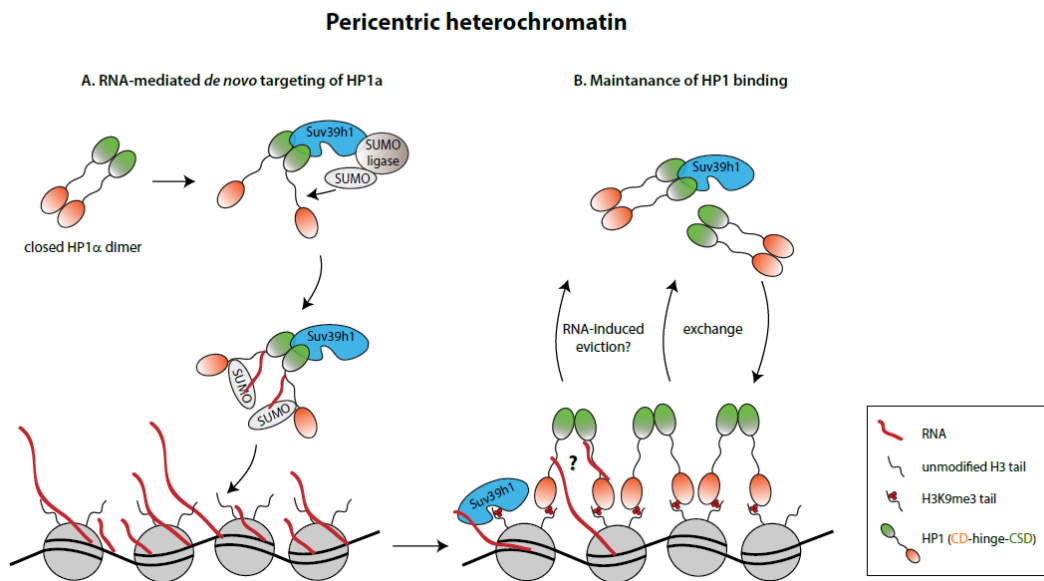 Pericentric heterochromatin
A. RNA-mediated de novo targeting of HP1a
B. Maintanance of HP1 binding
Suv39h1
SUMO
ligase
SUMO
closed HP1α dimer
Suv39h1
SUMO
SUMO
Suv39h1
RNA-induced
eviction?
exchange
?
Suv39h1
RNA
unmodified H3 tail
H3K9me3 tail
HP1 (CD-hinge-CSD)